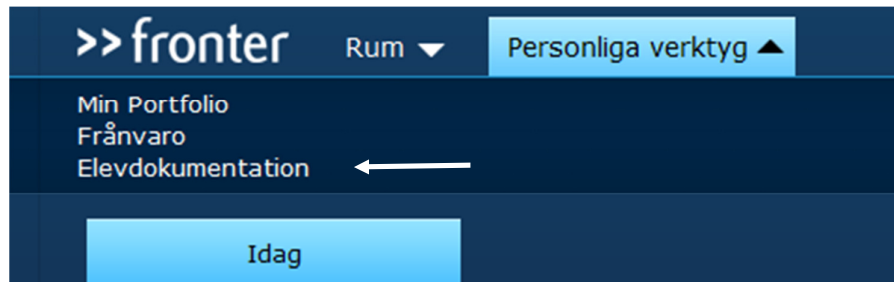 >>fronter Rum Personliga verktyg
Min Portfolio
Frånvaro
Elevdokumentation
Idag